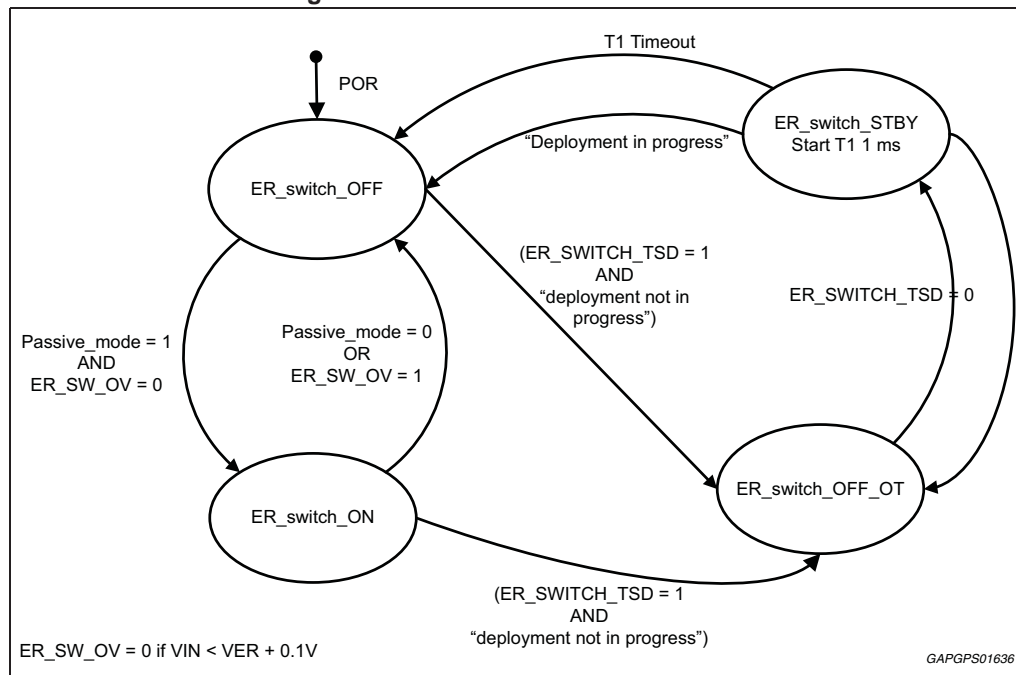 T1 Timeout
POR
ER_switch_STBY
Start T1 1 ms
“Deployment in progress”
ER_switch_OFF
(ER_SWITCH_TSD = 1
AND
“deployment not in
progress”)
ER_SWITCH_TSD = 0
Passive_mode = 1
AND
ER_SW_OV = 0
Passive_mode = 0
OR
ER_SW_OV = 1
ER_switch_OFF_OT
ER_switch_ON
(ER_SWITCH_TSD = 1
AND
“deployment not in progress”)
ER_SW_OV = 0 if VIN < VER + 0.1V
GAPGPS01636